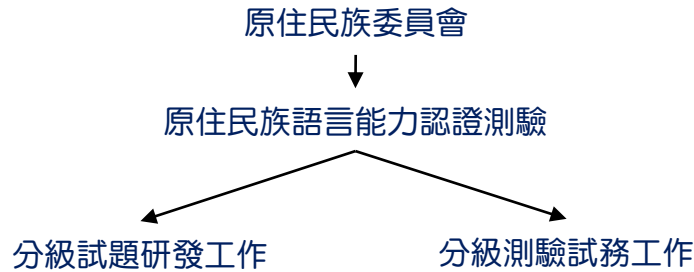 原住民族委員會
原住民族語言能力認證測驗
分級試題研發工作
分級測驗試務工作